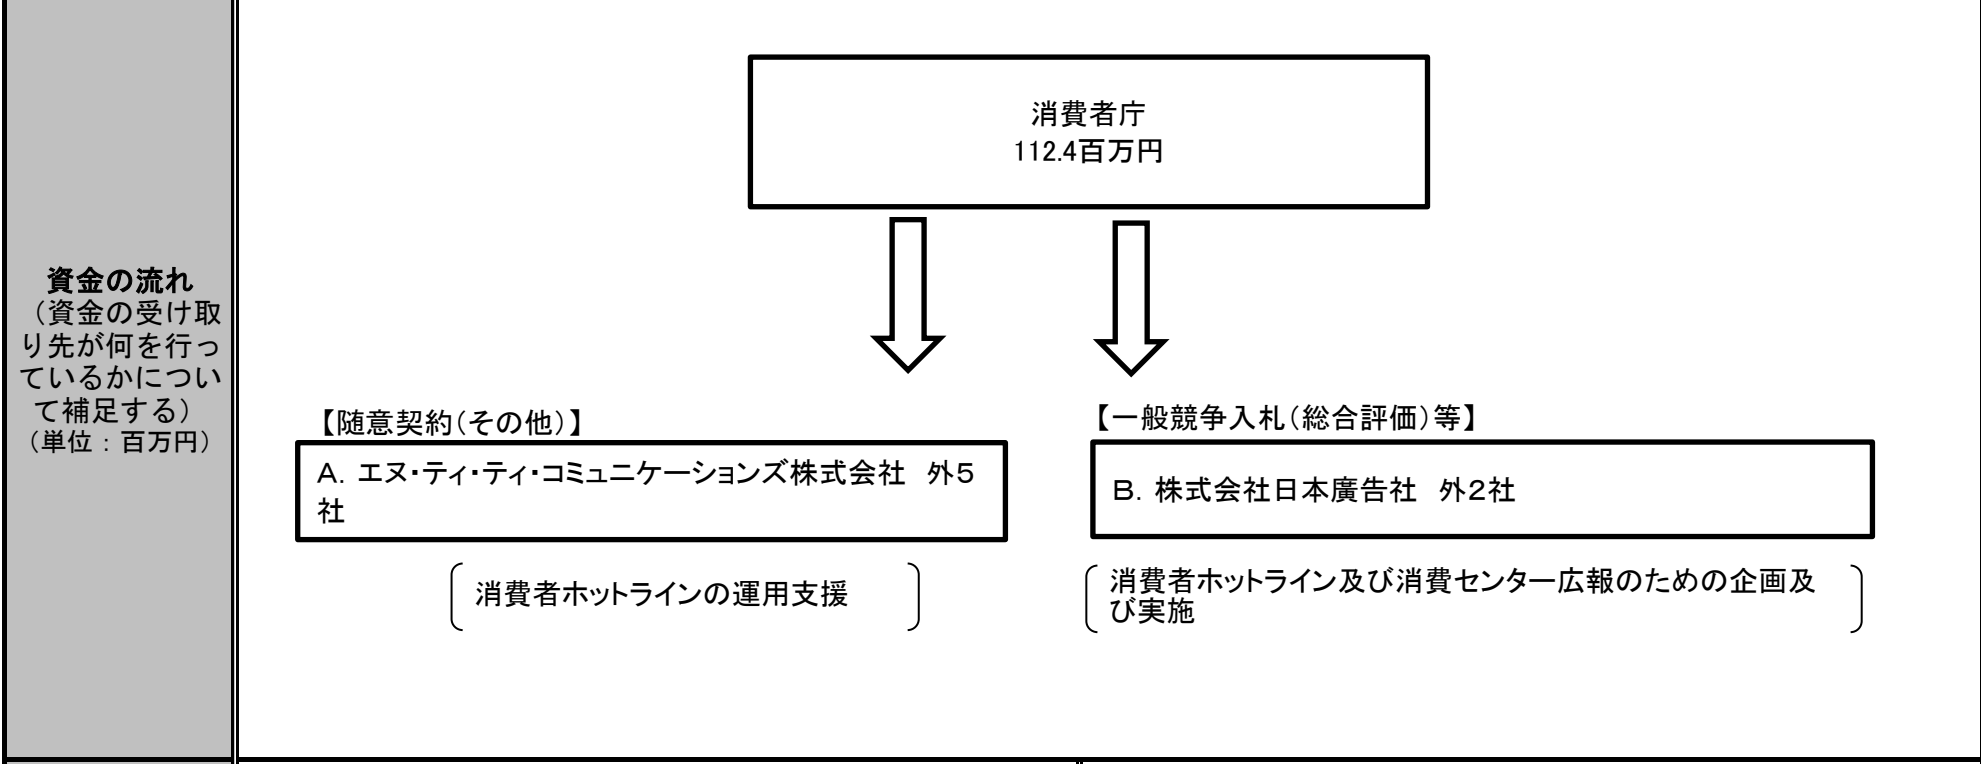 資金の流れ
（資金の受け取
り先が何を行っ
ているかについ
て補足する）
（単位：百万円）
消費者庁
112.4百万円
【随意契約（その他）】
A．エヌ・ティ・ティ・コミュニケーションズ株式会社　外5
社
消費者ホットラインの運用支援
【一般競争入札（総合評価）等】
B．株式会社日本廣告社　外2社
消費者ホットライン及び消費センター広報のための企画及
び実施